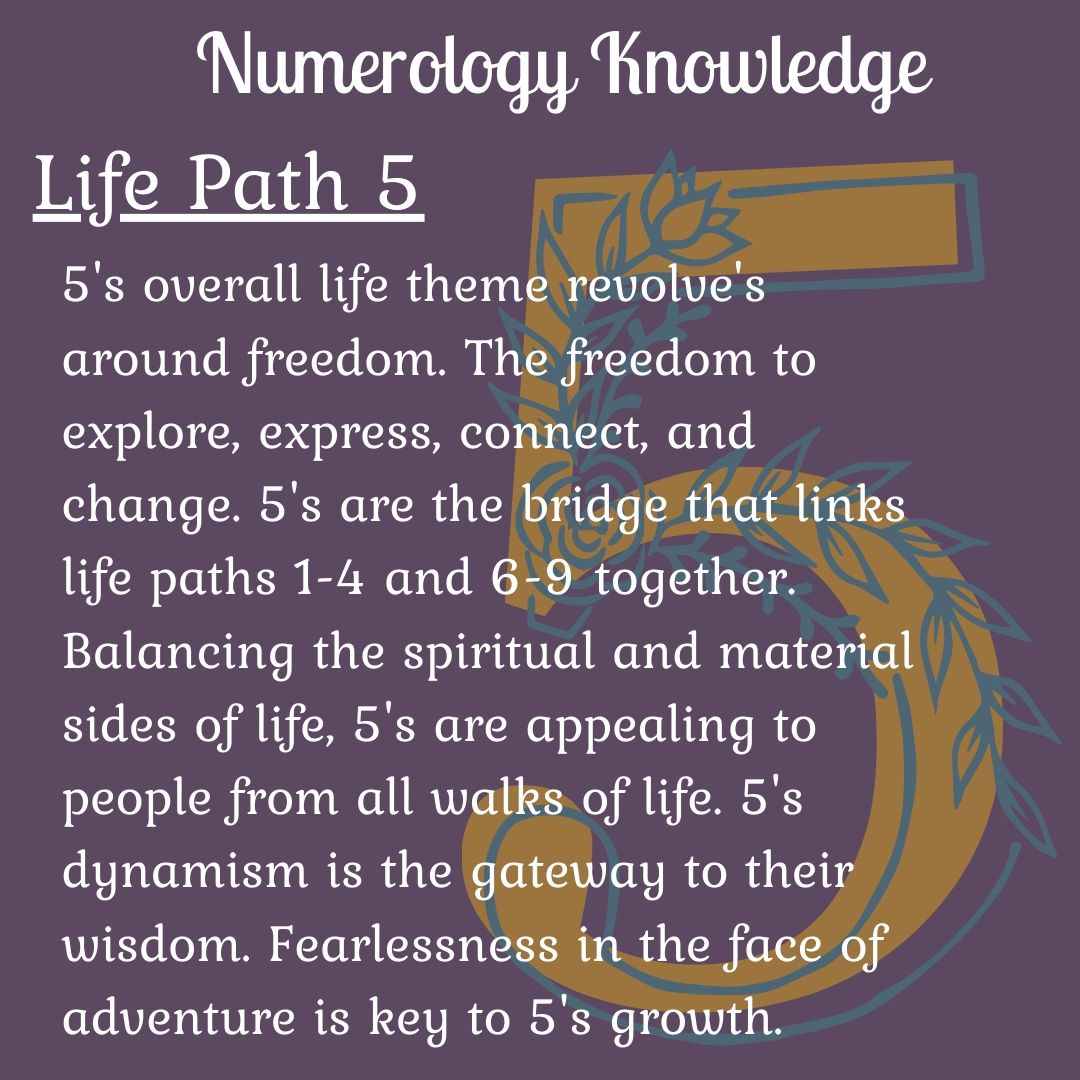 Numerology Knowledge
Life Path 5
5's overall life theme revolve's
around freedom. The freedom to
explore, express, connect, and
change. 5's are the bridge that links
life paths 1-4 and 6-9 together.
Balancing the spiritual and material
sides of life, 5's are appealing to
people from all walks of life. 5's
dynamism is the gateway to their
wisdom. Fearlessness in the face of
adventure is key to 5's growth.
5